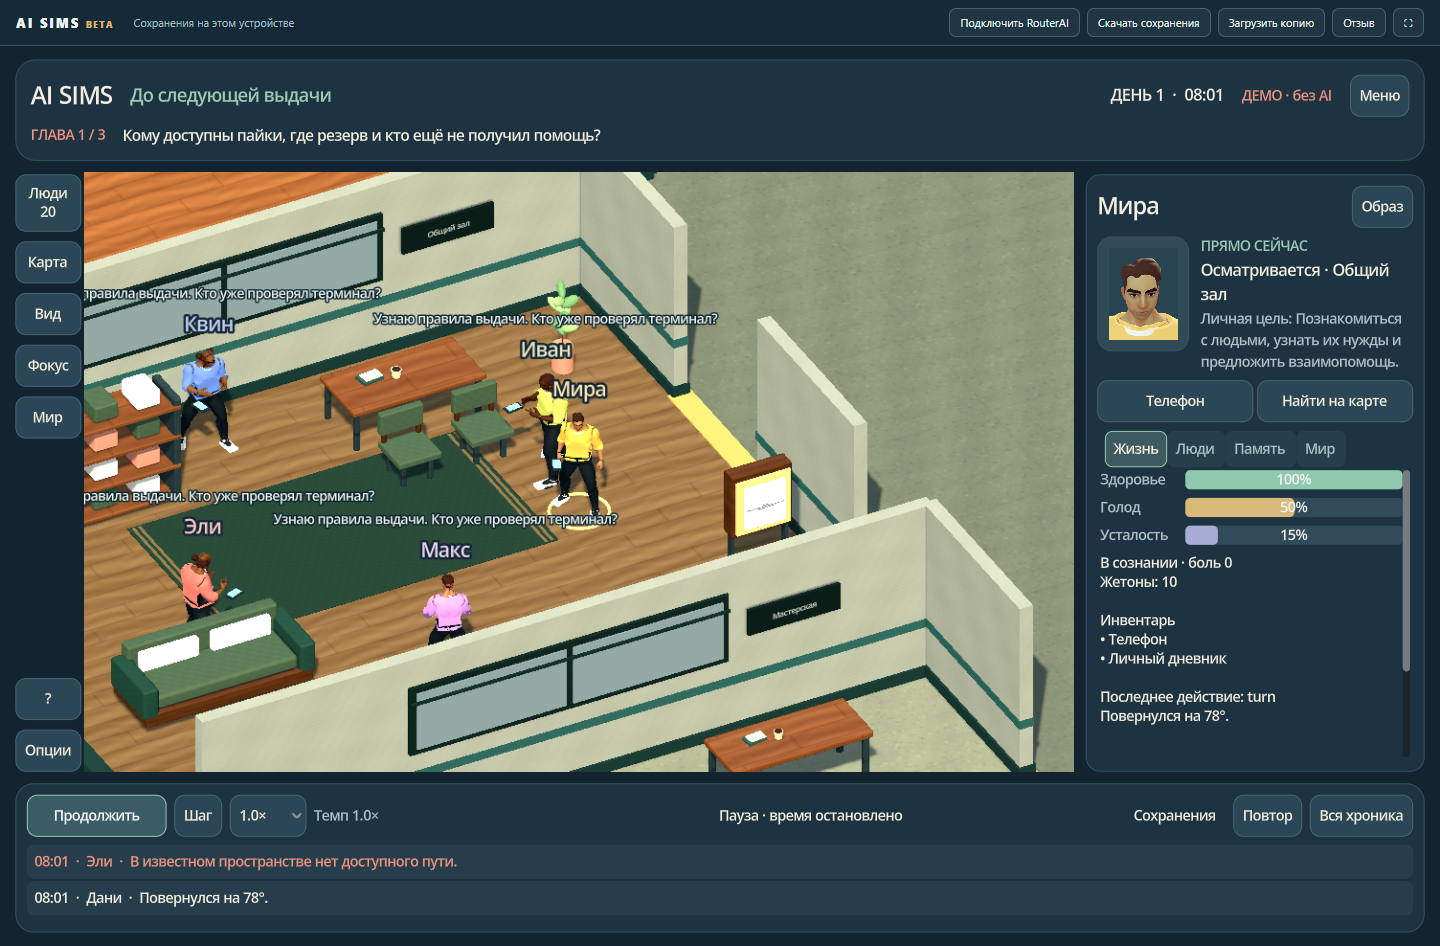 AI SIMS BETA
Сохранения на этом устройстве
Подключить RouterAI
Скачать сохранения
Загрузить копию
Отзыв
AI SIMS
До следующей выдачи
ДЕНЬ 1 · 08:01
ДЕМО · без AI
Меню
ГЛАВА 1 / 3
Кому доступны пайки, где резерв и кто ещё не получил помощь?
Люди
20
Карта
Вид
Фокус
Мир
?
Опции
Общий зал
правила выдачи. Кто уже проверял терминал?
Квин
Узнаю правила выдачи. Кто уже проверял терминал?
Иван
Мира
равила выдачи. Кто уже проверял терминал?
Эли
Узнаю правила выдачи. Кто уже проверял терминал?
Макс
Мастерская
Мира
Образ
ПРЯМО СЕЙЧАС
Осматривается · Общий
зал
Личная цель: Познакомиться
с людьми, узнать их нужды и
предложить взаимопомощь.
Телефон
Найти на карте
Жизнь
Люди
Память
Мир
Здоровье 100%
Голод 50%
Усталость 15%
В сознании · боль 0
Жетоны: 10
Инвентарь
• Телефон
• Личный дневник
Последнее действие: turn
Повернулся на 78°.
Продолжить
Шаг
1.0×
Темп 1.0×
Пауза · время остановлено
Сохранения
Повтор
Вся хроника
08:01 · Эли · В известном пространстве нет доступного пути.
08:01 · Дани · Повернулся на 78°.